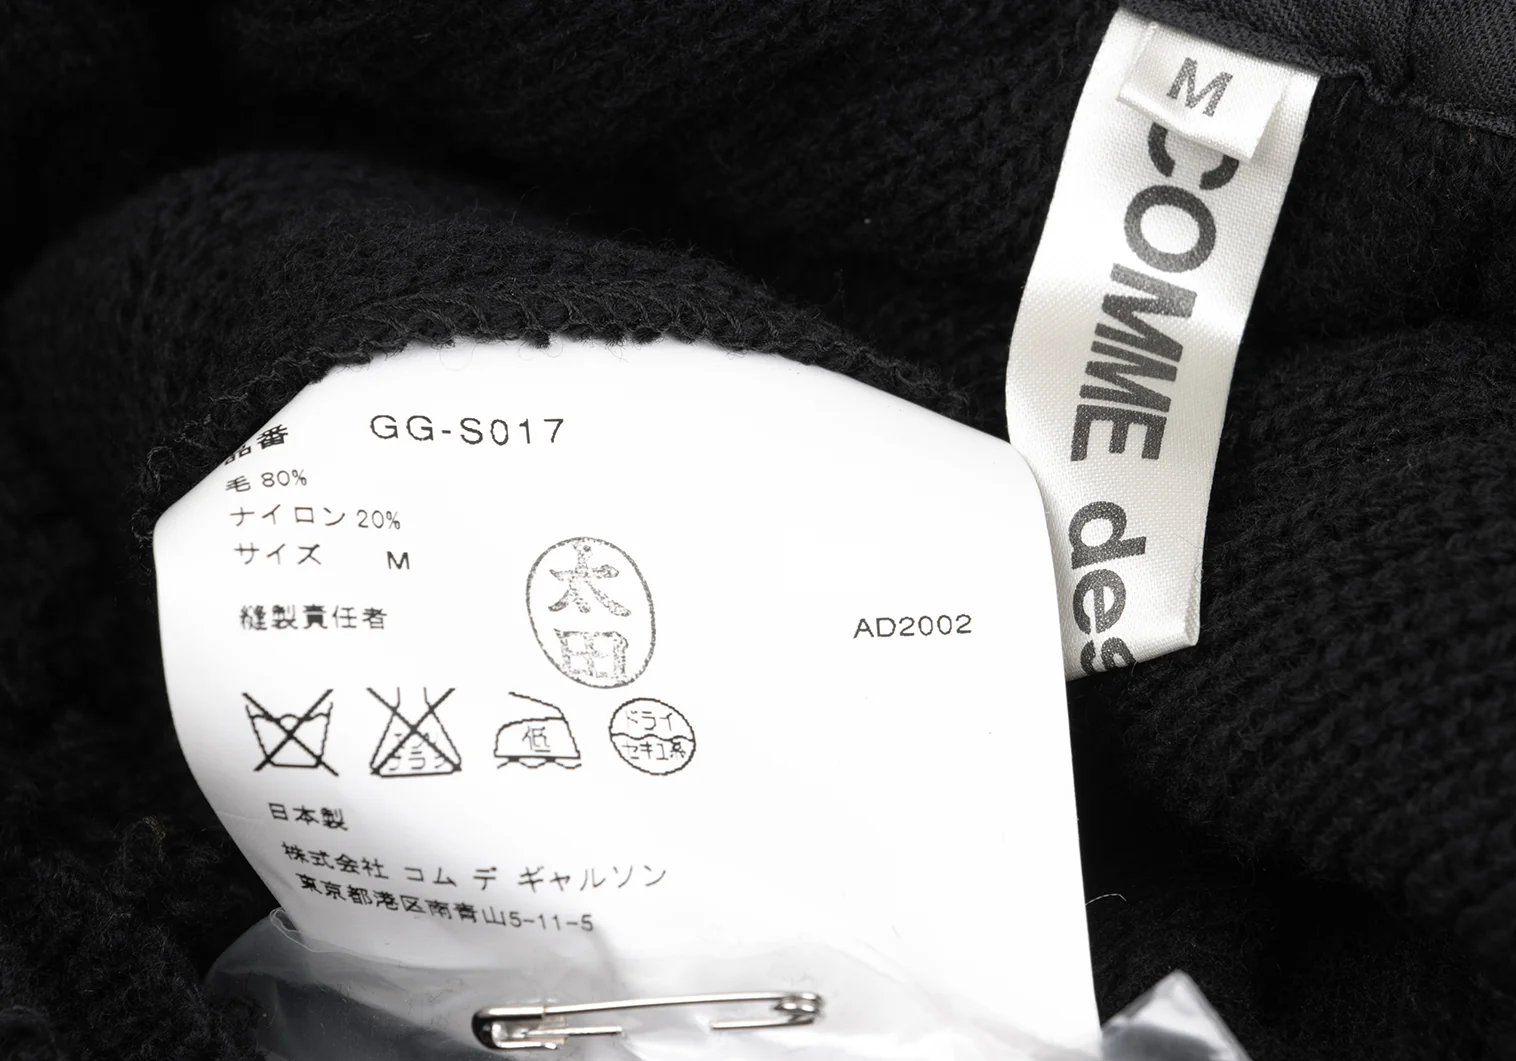 品番 GG-S017
毛 80%
ナイロン 20%
サイズ M
縫製責任者
太田
AD2002
低
ドライ
セキユ系
日本製
株式会社 コム デ ギャルソン
東京都港区南青山5-11-5
M
COMME des